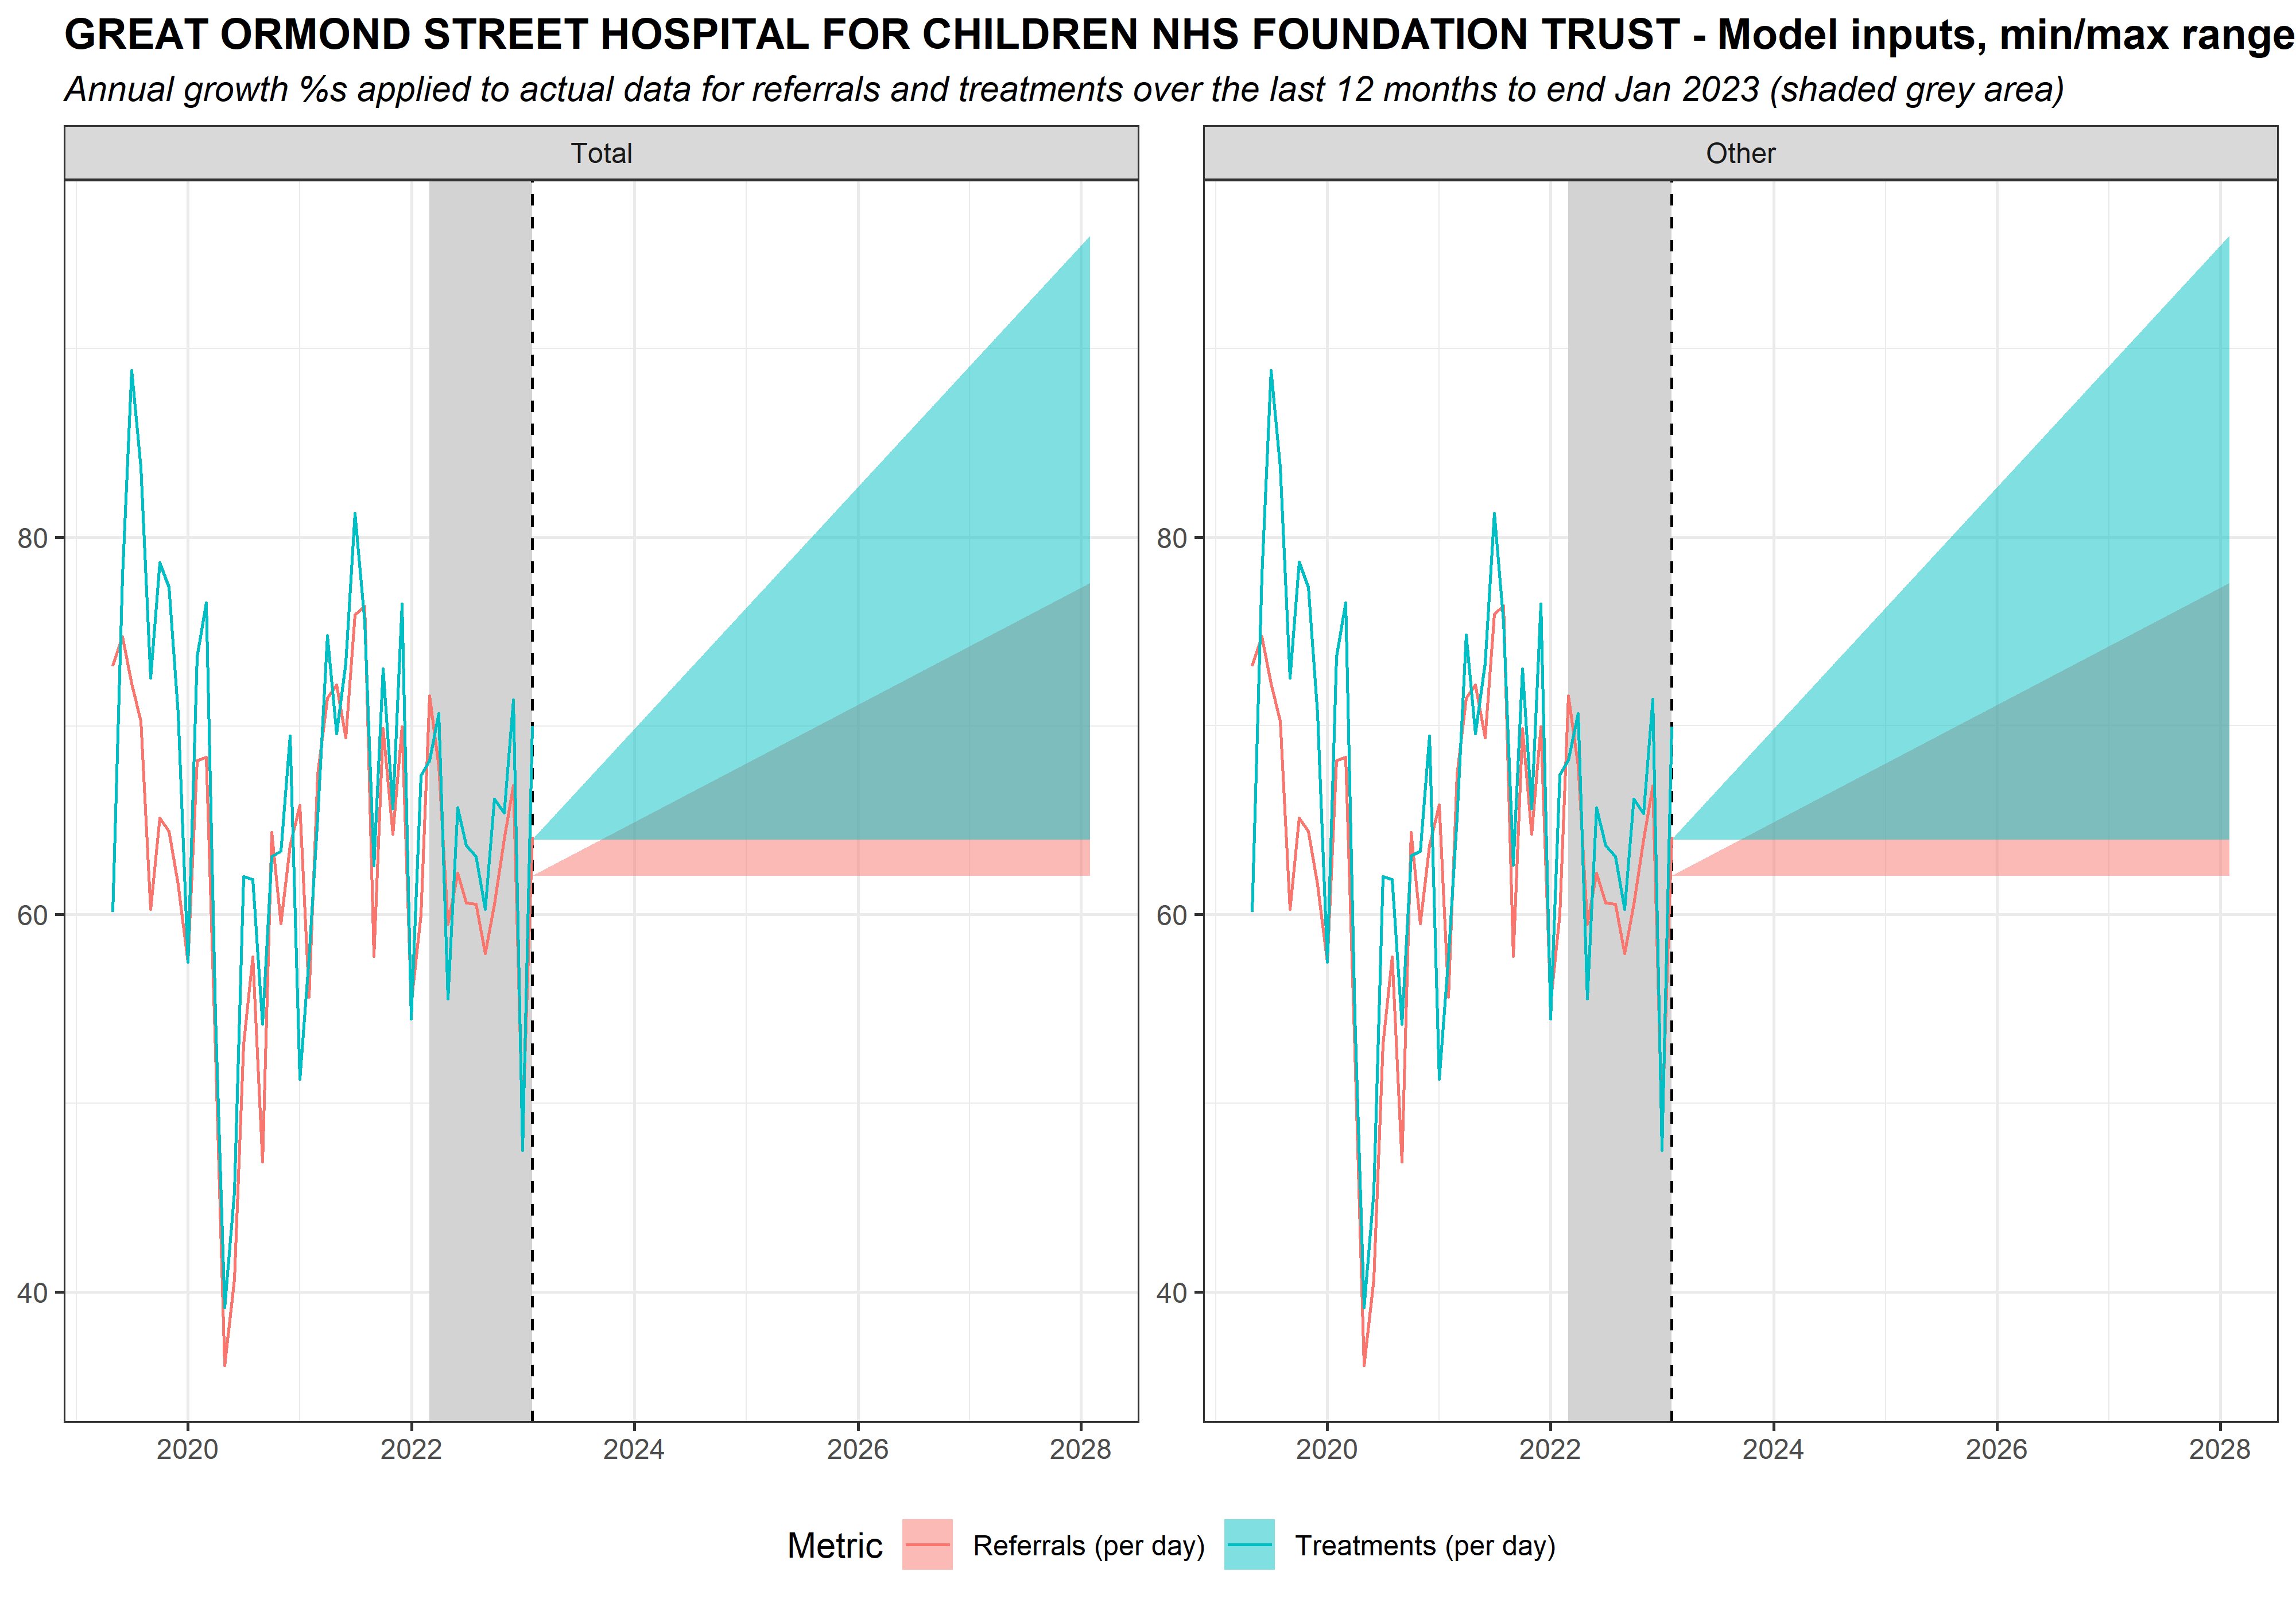 GREAT ORMOND STREET HOSPITAL FOR CHILDREN NHS FOUNDATION TRUST - Model inputs, min/max range
Annual growth %s applied to actual data for referrals and treatments over the last 12 months to end Jan 2023 (shaded grey area)
Total
Other
80
60
40
80
60
40
2020 2022 2024 2026 2028
2020 2022 2024 2026 2028
Metric Referrals (per day) Treatments (per day)